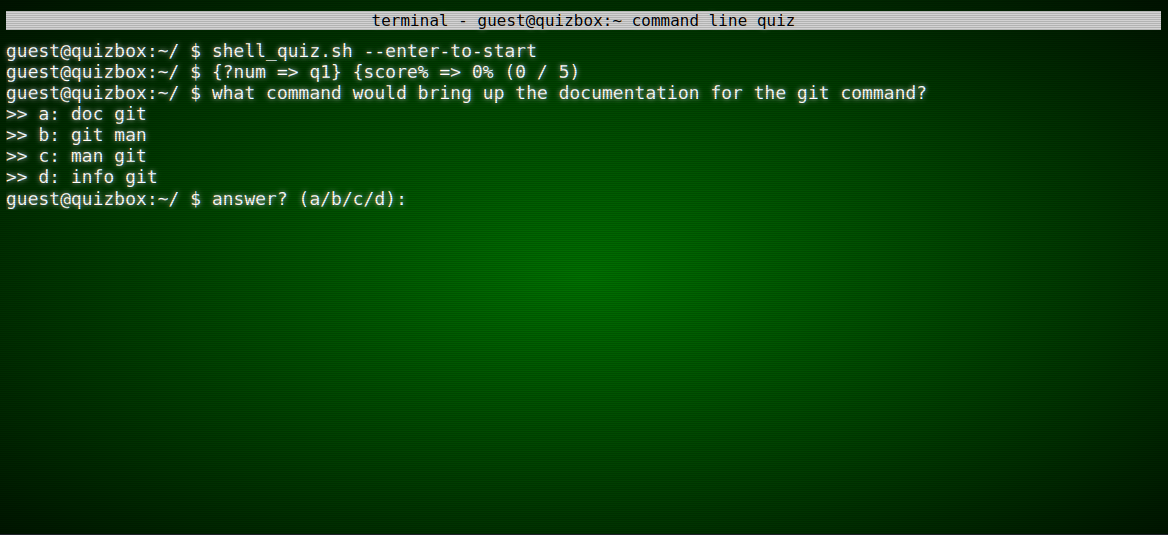 terminal - guest@quizbox:~ command line quiz
guest@quizbox:~/ $ shell_quiz.sh --enter-to-start
guest@quizbox:~/ $ {?num => q1} {score% => 0% (0 / 5)
guest@quizbox:~/ $ what command would bring up the documentation for the git command?
>> a: doc git
>> b: git man
>> c: man git
>> d: info git
guest@quizbox:~/ $ answer? (a/b/c/d):